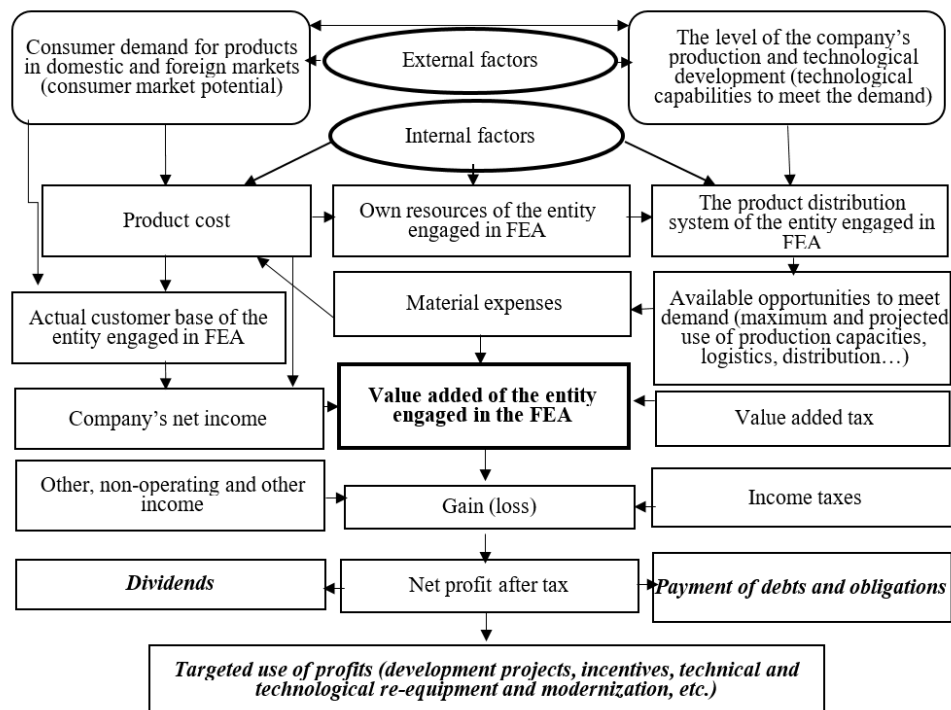 Consumer demand for products
in domestic and foreign markets
(consumer market potential)
External factors
The level of the company's
production and technological
development (technological
capabilities to meet the demand)
Internal factors
Product cost
Own resources of the entity
engaged in FEA
The product distribution
system of the entity engaged in
FEA
Actual customer base of the
entity engaged in FEA
Material expenses
Available opportunities to meet
demand (maximum and projected
use of production capacities,
logistics, distribution…)
Company's net income
Value added of the entity
engaged in the FEA
Value added tax
Other, non-operating and other
income
Gain (loss)
Income taxes
Dividends
Net profit after tax
Payment of debts and obligations
Targeted use of profits (development projects, incentives, technical and
technological re-equipment and modernization, etc.)